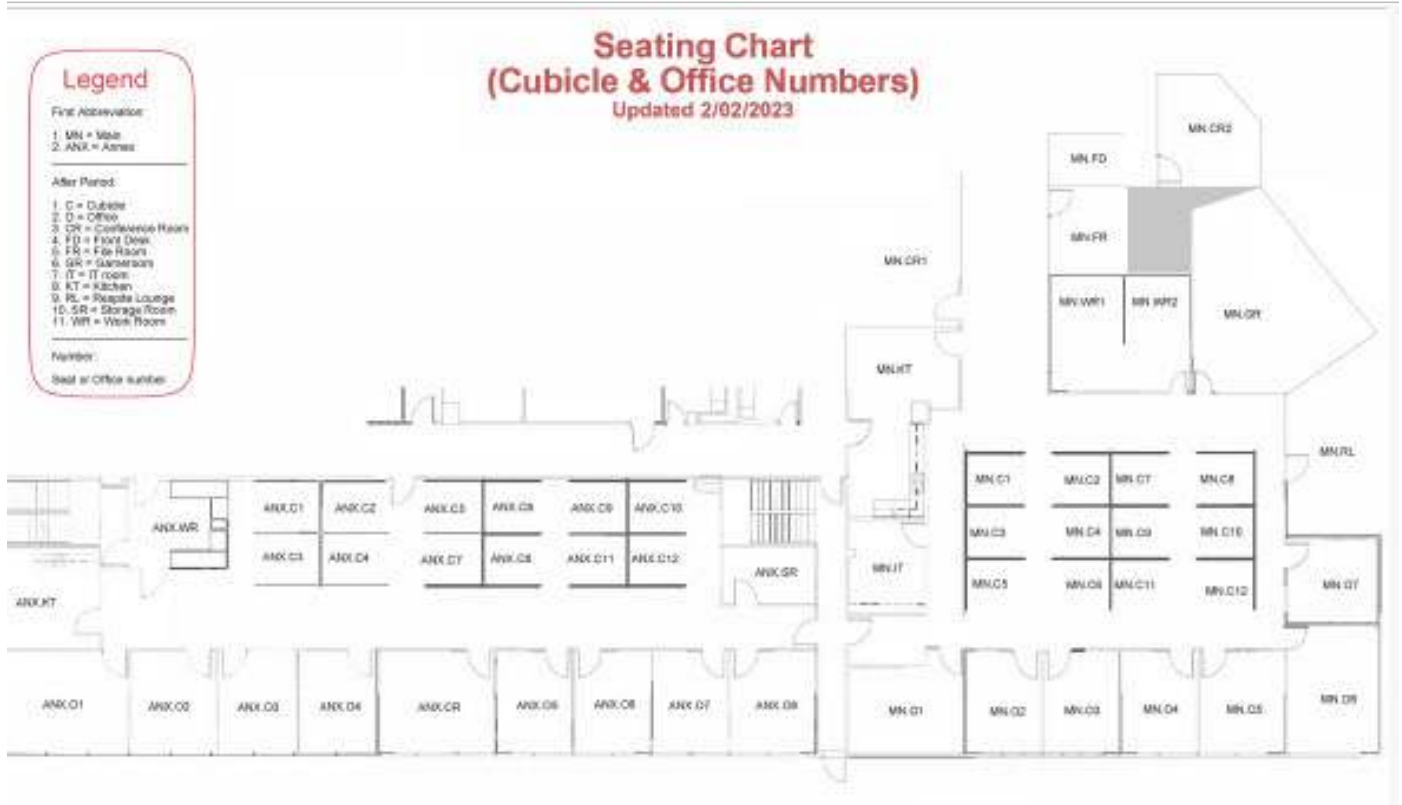 Seating Chart
(Cubicle & Office Numbers)
Updated 2/02/2023
Legend
First Abbreviation:
1. MN = Main
2. ANX = Annex
After Period:
1. C = Cubicle
2. O = Office
3. CR = Conference Room
4. FD = Front Desk
5. FR = File Room
6. GR = Gameroom
7. IT = IT room
8. KT = Kitchen
9. RL = Respite Lounge
10. SR = Storage Room
11. WR = Work Room
Number:
Seat or Office number
MN.CR2
MN.FD
MN.FR
MN.CR1
MN.WR1 MN.WR2
MN.GR
MN.KT
MN.RL
MN.C1 MN.C2 MN.C7 MN.C8
MN.C3 MN.C4 MN.C9 MN.C10
MN.C5 MN.C6 MN.C11 MN.C12
MN.IT
MN.O7
ANX.WR
ANX.C1 ANX.C2 ANX.C5 ANX.C9 ANX.C10
ANX.C3 ANX.C4 ANX.C7 ANX.C8 ANX.C11 ANX.C12
ANX.SR
ANX.KT
ANX.O1 ANX.O2 ANX.O3 ANX.O4 ANX.CR ANX.O5 ANX.O6 ANX.O7 ANX.O8
MN.O1 MN.O2 MN.O3 MN.O4 MN.O5